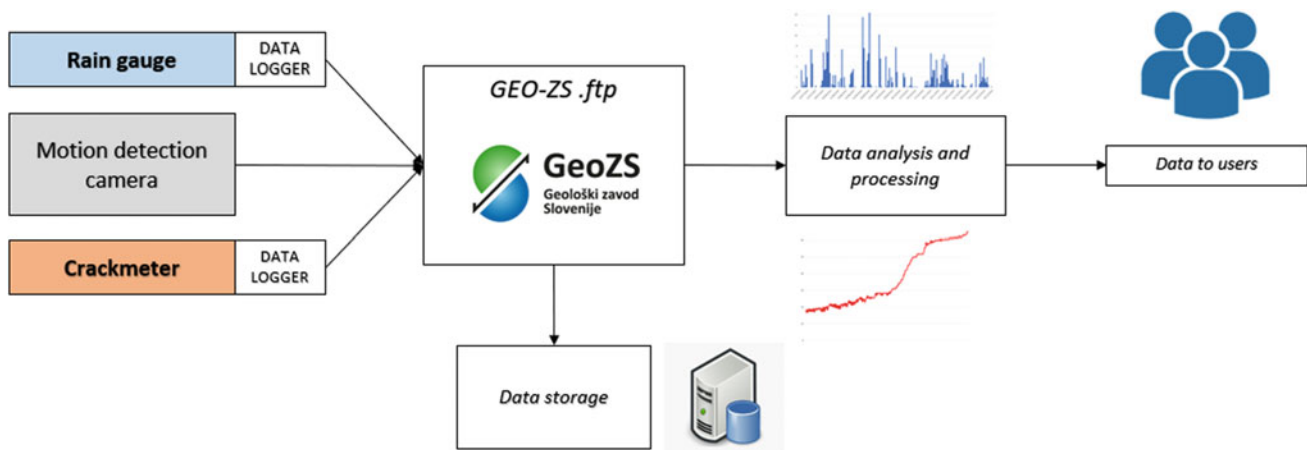 Rain gauge
DATA
LOGGER
Motion detection
camera
Crackmeter
DATA
LOGGER
GEO-ZS .ftp
GeoZS
Geološki zavod
Slovenije
Data storage
Data analysis and
processing
Data to users